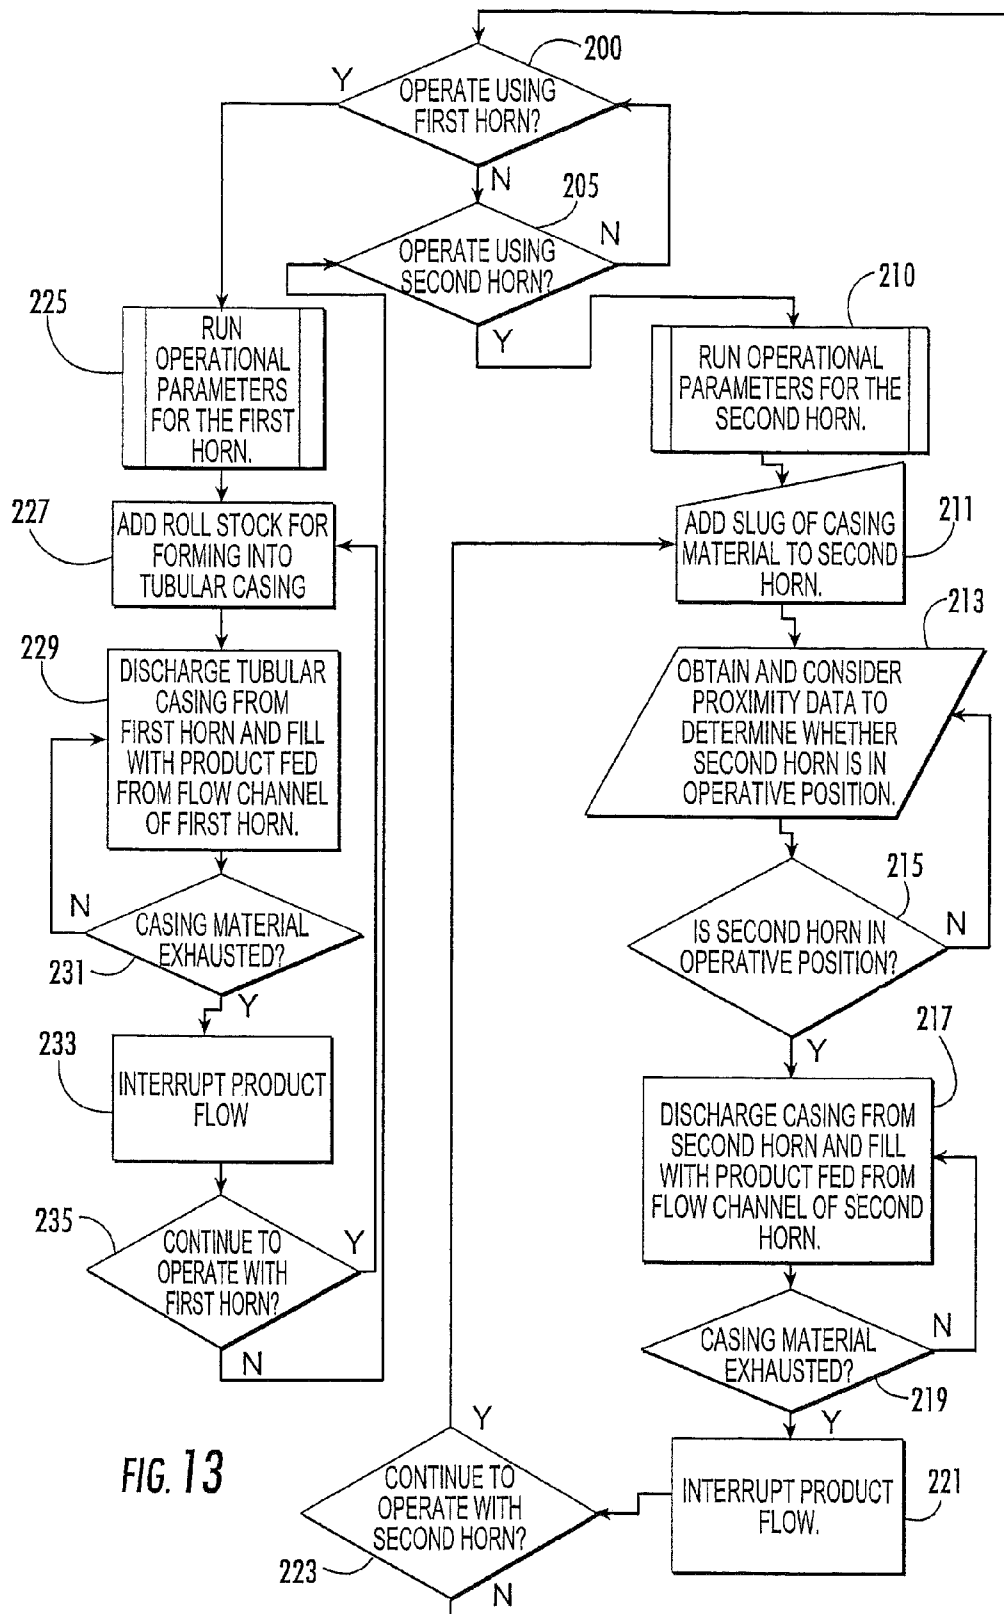 200
Y
OPERATE USING
FIRST HORN?
N
205
OPERATE USING
SECOND HORN?
N
Y
225
RUN
OPERATIONAL
PARAMETERS
FOR THE FIRST
HORN.
227
ADD ROLL STOCK FOR
FORMING INTO
TUBULAR CASING
229
DISCHARGE TUBULAR
CASING FROM
FIRST HORN AND FILL
WITH PRODUCT FED
FROM FLOW CHANNEL
OF FIRST HORN.
N
CASING MATERIAL
EXHAUSTED?
231
Y
233
INTERRUPT PRODUCT
FLOW
235
CONTINUE TO
OPERATE WITH
FIRST HORN?
Y
N
210
RUN OPERATIONAL
PARAMETERS FOR THE
SECOND HORN.
211
ADD SLUG OF CASING
MATERIAL TO SECOND
HORN.
213
OBTAIN AND CONSIDER
PROXIMITY DATA TO
DETERMINE WHETHER
SECOND HORN IS IN
OPERATIVE POSITION.
215
IS SECOND HORN IN
OPERATIVE POSITION?
N
Y
217
DISCHARGE CASING FROM
SECOND HORN AND FILL
WITH PRODUCT FED FROM
FLOW CHANNEL OF SECOND
HORN.
CASING MATERIAL
EXHAUSTED?
N
219
Y
INTERRUPT PRODUCT
FLOW.
221
Y
CONTINUE TO
OPERATE WITH
SECOND HORN?
223
N
FIG. 13